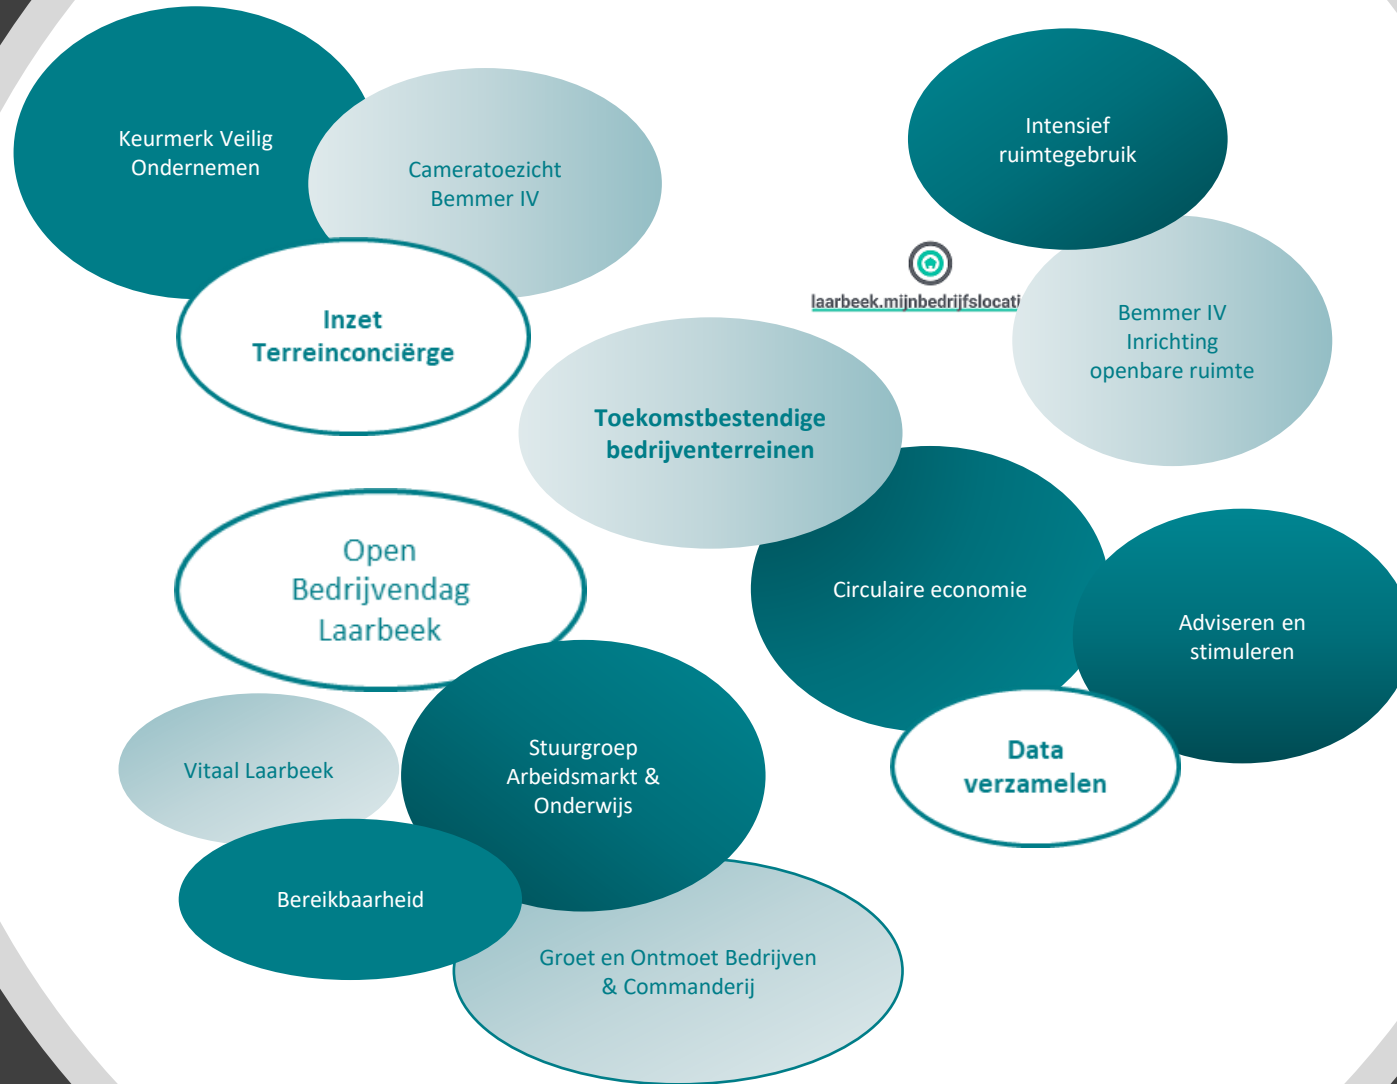 Keurmerk Veilig
Ondernemen
Cameratoezicht
Bemmer IV
Intensief
ruimtegebruik
laarbeek.mijnbedrijfslocati
Inzet
Terreinconciërge
Bemmer IV
Inrichting
openbare ruimte
Toekomstbestendige
bedrijventerreinen
Open
Bedrijvendag
Laarbeek
Circulaire economie
Adviseren en
stimuleren
Vitaal Laarbeek
Stuurgroep
Arbeidsmarkt &
Onderwijs
Data
verzamelen
Bereikbaarheid
Groet en Ontmoet Bedrijven
& Commanderij